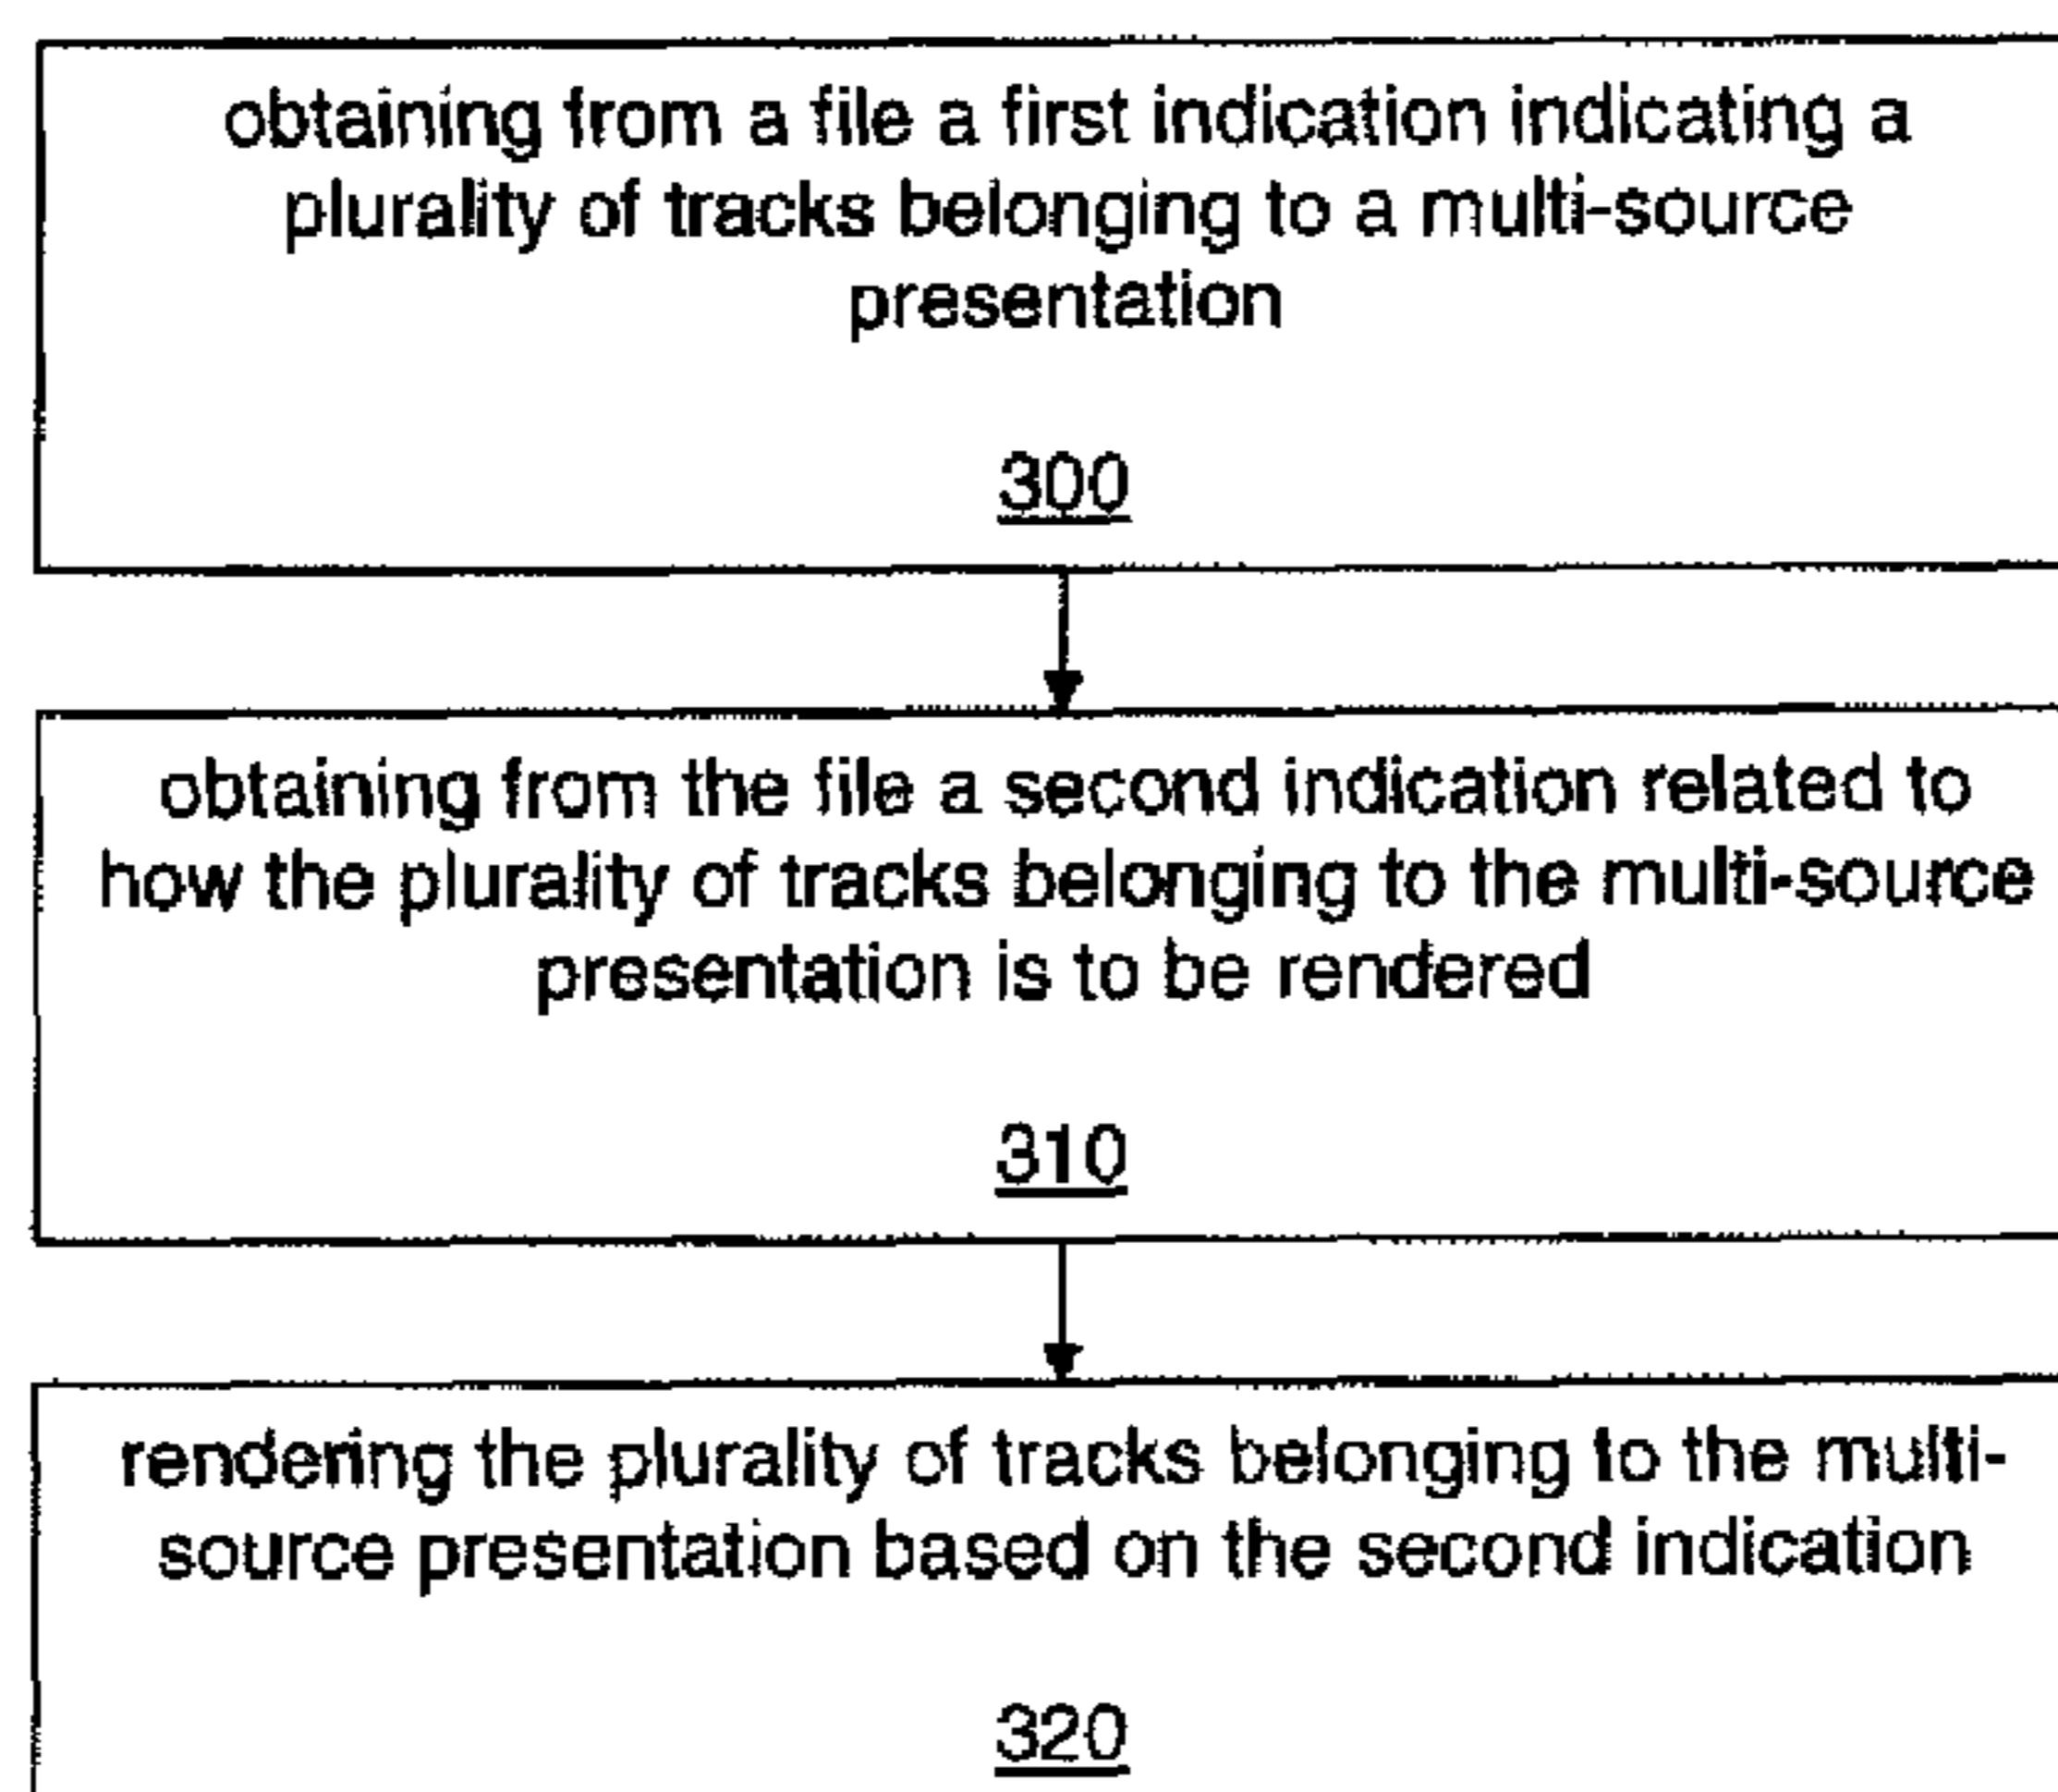 obtaining from a file a first indication indicating a
plurality of tracks belonging to a multi-source
presentation
300
obtaining from the file a second indication related to
how the plurality of tracks belonging to the multi-source
presentation is to be rendered
310
rendering the plurality of tracks belonging to the multi-
source presentation based on the second indication
320